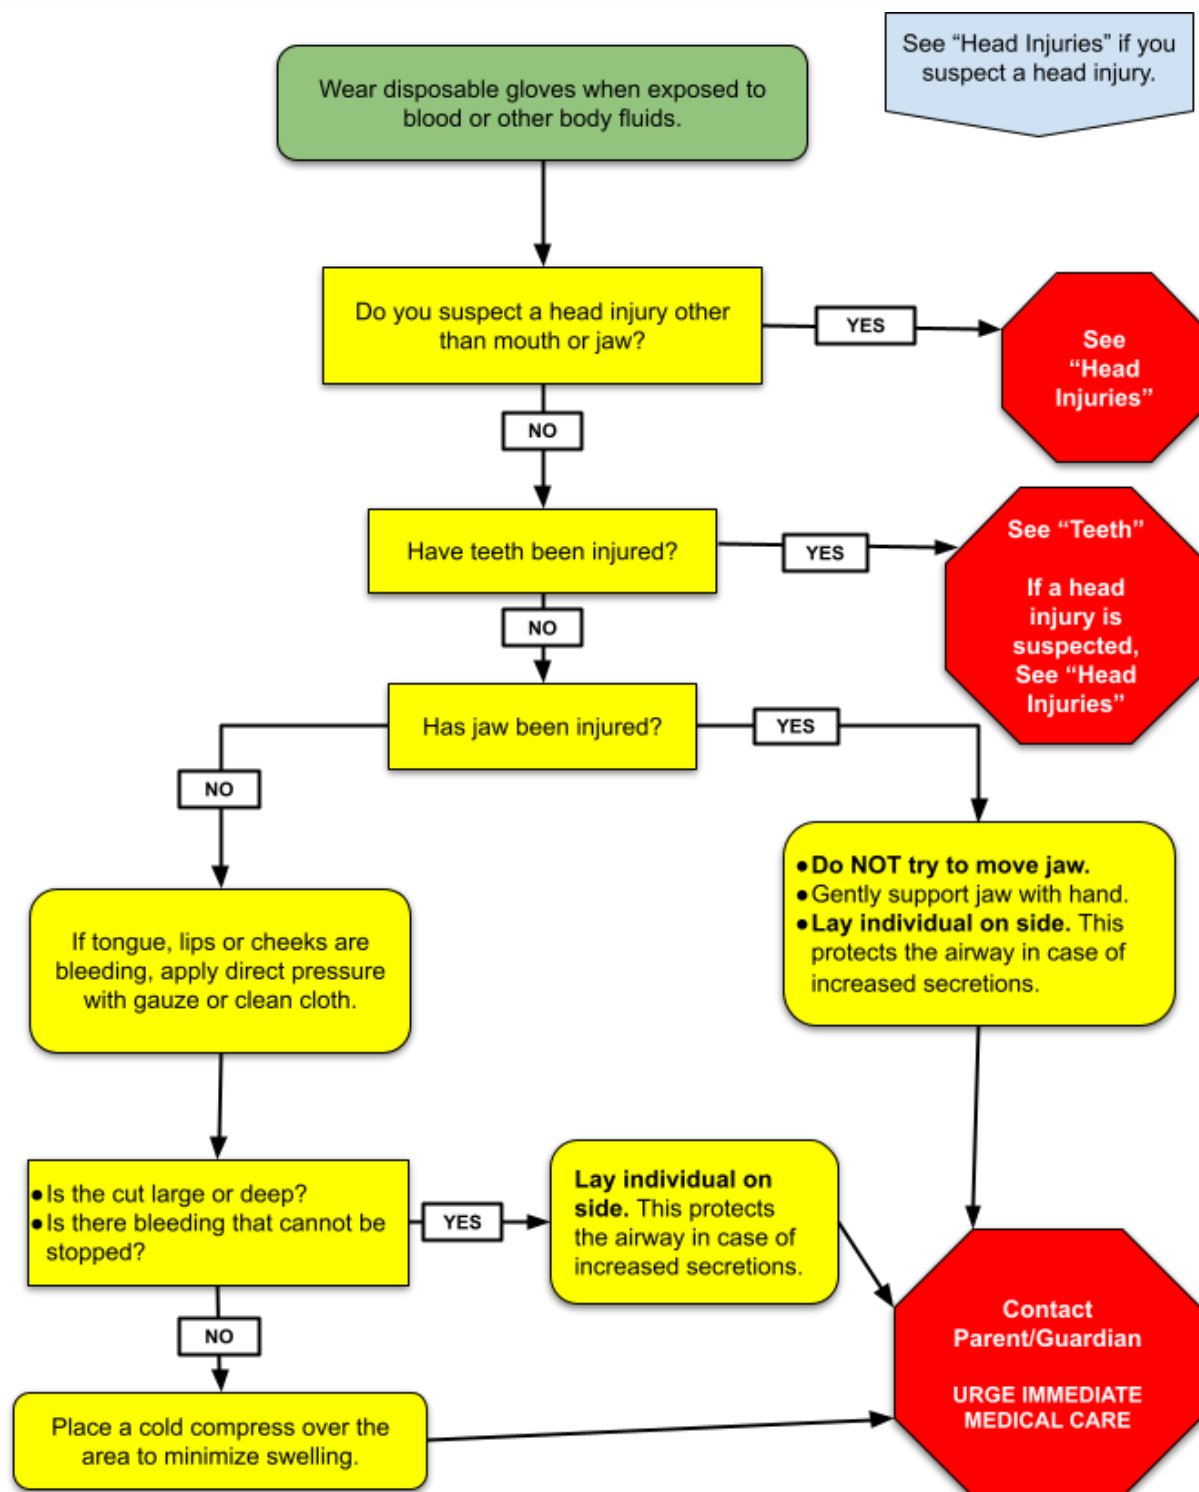 See “Head Injuries” if you
suspect a head injury.
Wear disposable gloves when exposed to
blood or other body fluids.
Do you suspect a head injury other
than mouth or jaw?
YES
See
“Head
Injuries”
NO
Have teeth been injured?
YES
See “Teeth”
If a head
injury is
suspected,
See “Head
Injuries”
NO
Has jaw been injured?
YES
NO
●Do NOT try to move jaw.
●Gently support jaw with hand.
●Lay individual on side. This
protects the airway in case of
increased secretions.
If tongue, lips or cheeks are
bleeding, apply direct pressure
with gauze or clean cloth.
●Is the cut large or deep?
●Is there bleeding that cannot be
stopped?
YES
Lay individual on
side. This protects
the airway in case of
increased secretions.
NO
Contact
Parent/Guardian
URGE IMMEDIATE
MEDICAL CARE
Place a cold compress over the
area to minimize swelling.